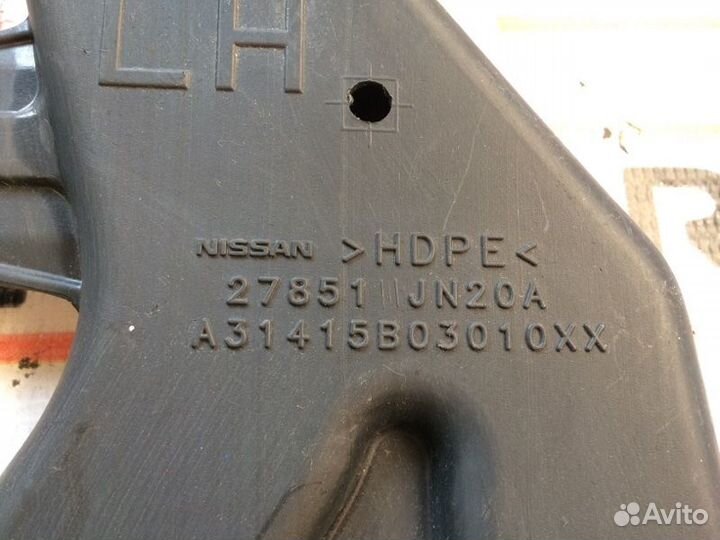 LH
NISSAN >HDPE<
27851 JN20A
A31415B03010XX
Avito